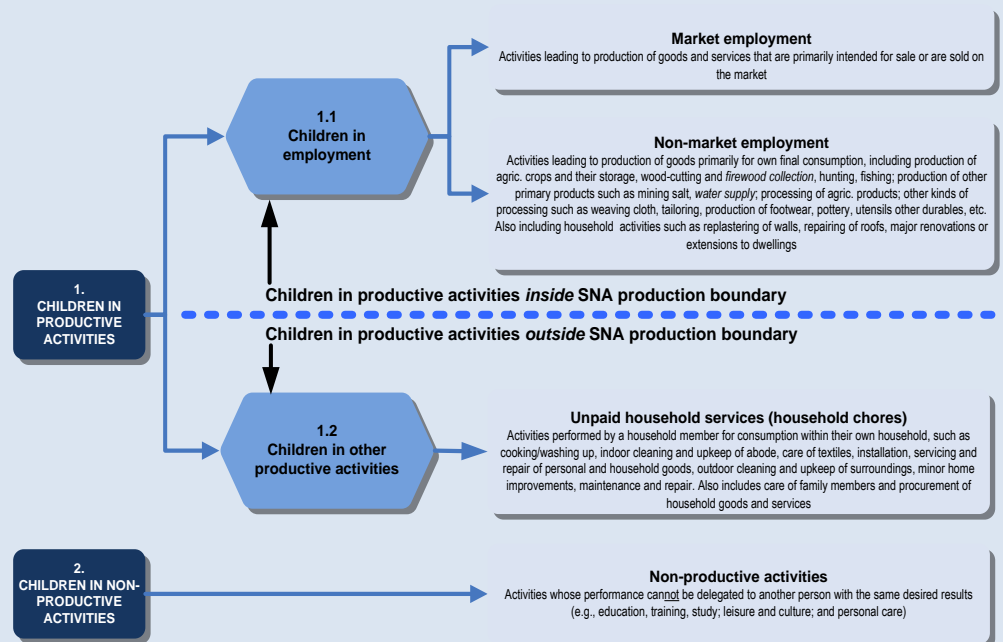 Market employment
Activities leading to production of goods and services that are primarily intended for sale or are sold on
the market
1.1
Children in
employment
Non-market employment
Activities leading to production of goods primarily for own final consumption, including production of
agric. crops and their storage, wood-cutting and firewood collection, hunting, fishing; production of other
primary products such as mining salt, water supply; processing of agric. products; other kinds of
processing such as weaving cloth, tailoring, production of footwear, pottery, utensils other durables, etc.
Also including household activities such as replastering of walls, repairing of roofs, major renovations or
extensions to dwellings
1.
CHILDREN IN
PRODUCTIVE
ACTIVITIES
Children in productive activities inside SNA production boundary
Children in productive activities outside SNA production boundary
1.2
Children in other
productive activities
Unpaid household services (household chores)
Activities performed by a household member for consumption within their own household, such as
cooking/washing up, indoor cleaning and upkeep of abode, care of textiles, installation, servicing and
repair of personal and household goods, outdoor cleaning and upkeep of surroundings, minor home
improvements, maintenance and repair. Also includes care of family members and procurement of
household goods and services
2.
CHILDREN IN NON-
PRODUCTIVE
ACTIVITIES
Non-productive activities
Activities whose performance cannot be delegated to another person with the same desired results
(e.g., education, training, study; leisure and culture; and personal care)